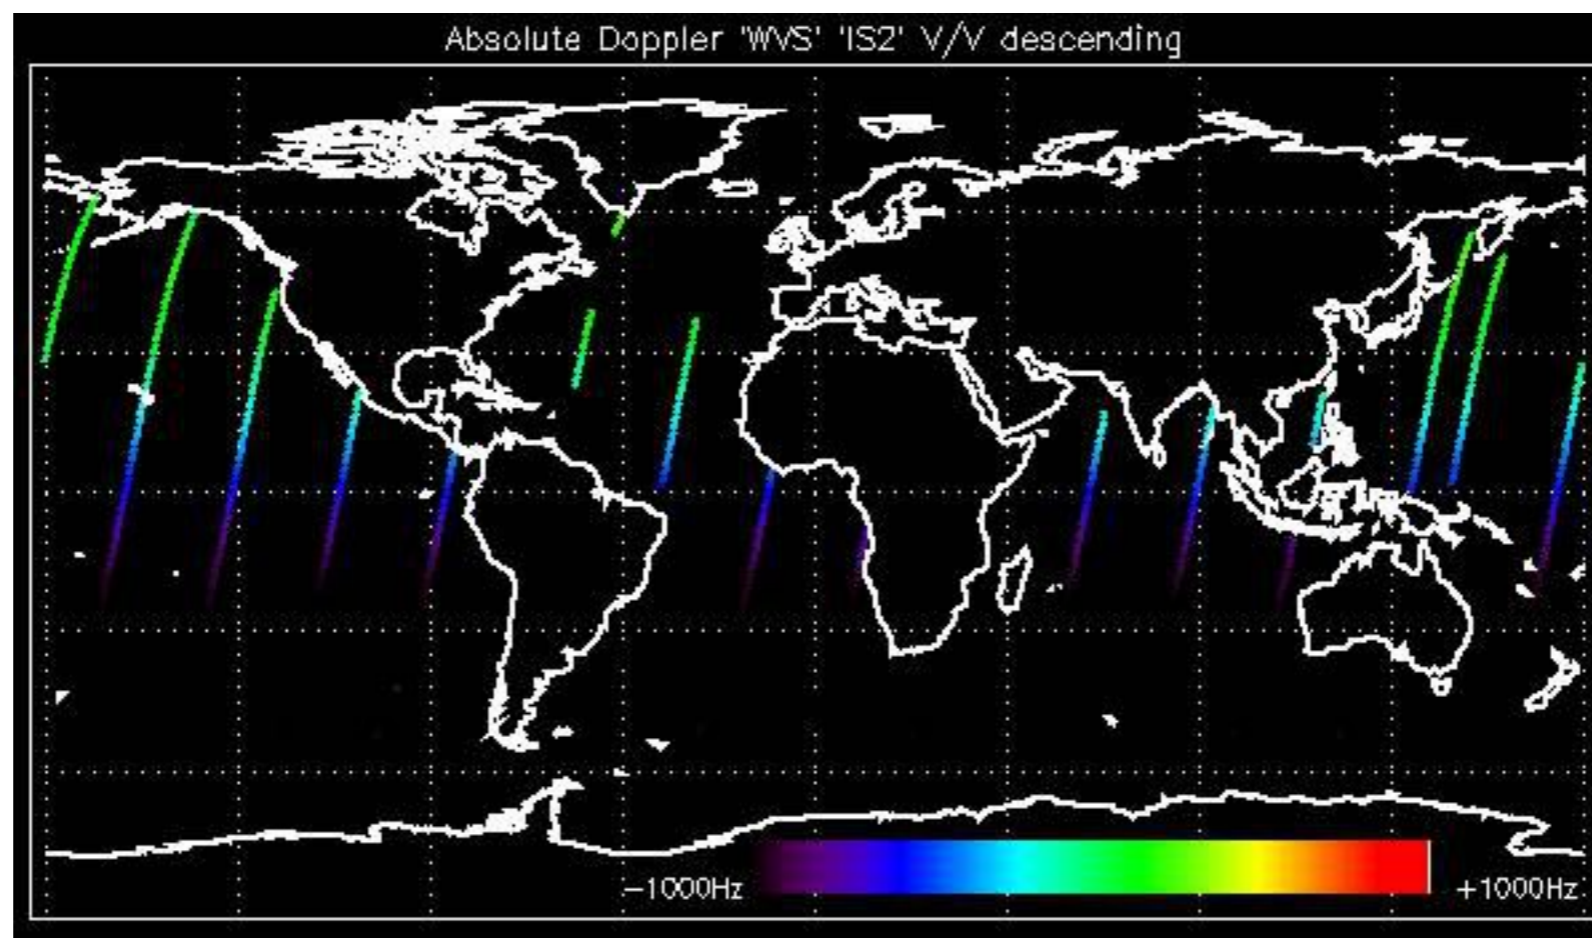 Absolute Doppler 'WVS' 'IS2' V/V descending
-1000Hz +1000Hz